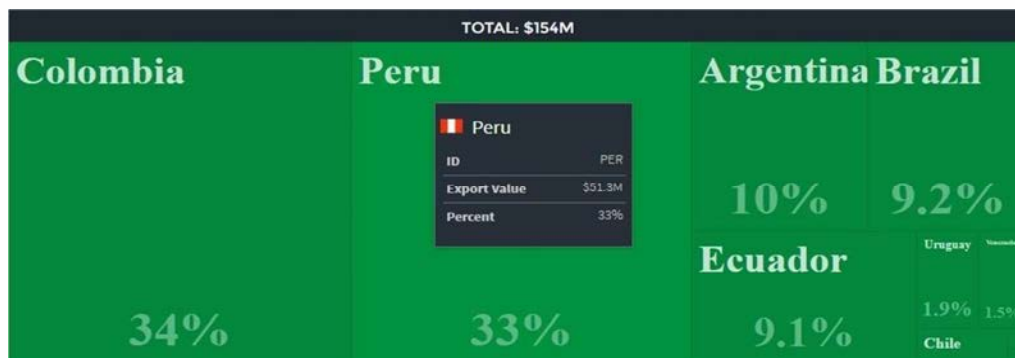 TOTAL: $154M
Colombia
34%
Peru
Peru
ID PER
Export Value $51.3M
Percent 33%
33%
Argentina
10%
Brazil
9.2%
Ecuador
9.1%
Uruguay
1.9%
1.5%
Chile